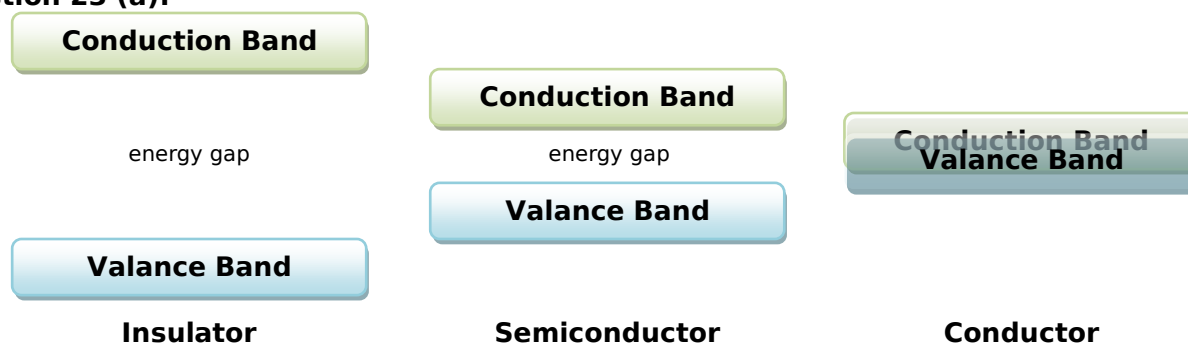 Conduction Band
Conduction Band
Conduction Band
Valance Band
energy gap
energy gap
Valance Band
Valance Band
Insulator
Semiconductor
Conductor